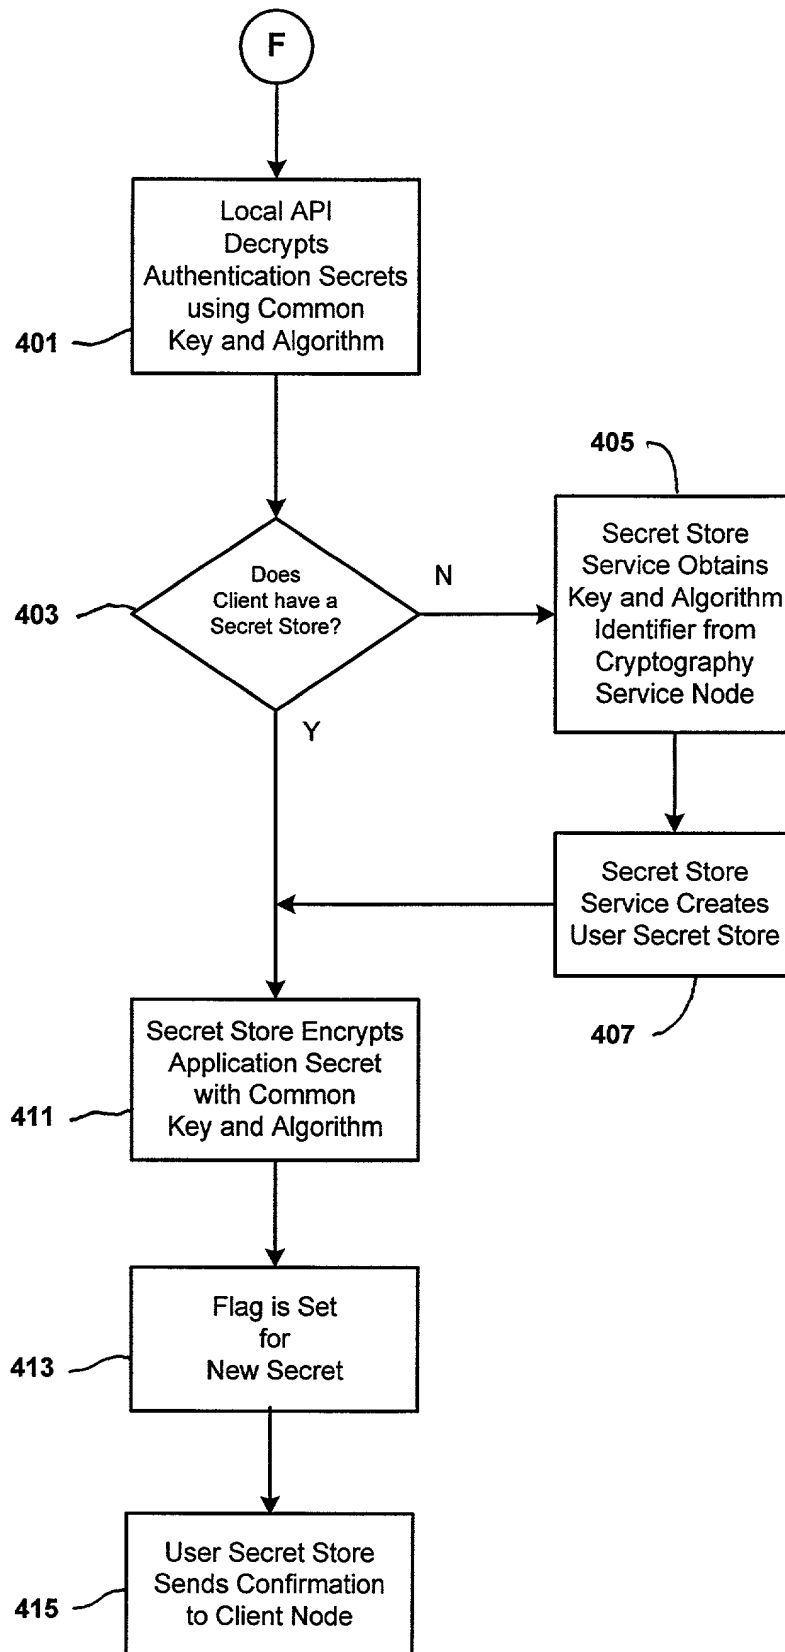 F
Local API
Decrypts
Authentication Secrets
using Common
Key and Algorithm
401
405
Secret Store
Service Obtains
Key and Algorithm
Identifier from
Cryptography
Service Node
Does
Client have a
Secret Store?
403
N
Y
Secret Store
Service Creates
User Secret Store
407
Secret Store Encrypts
Application Secret
with Common
Key and Algorithm
411
Flag is Set
for
New Secret
413
User Secret Store
Sends Confirmation
to Client Node
415